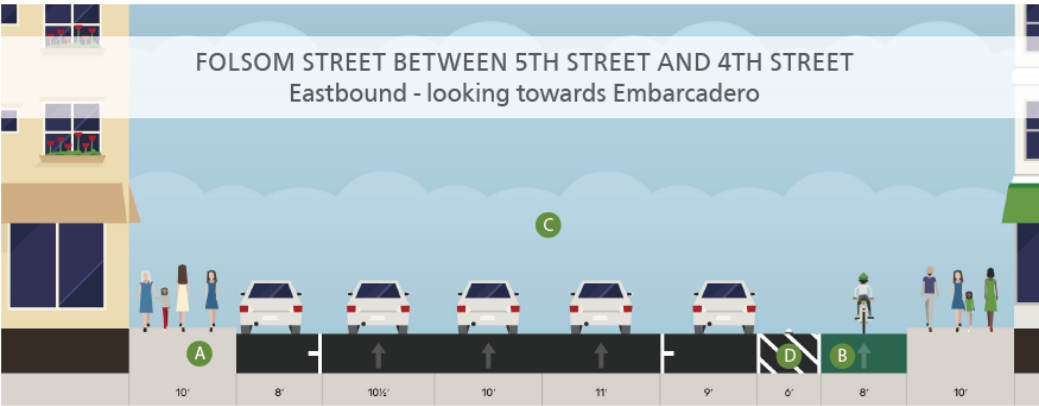 FOLSOM STREET BETWEEN 5TH STREET AND 4TH STREET
Eastbound - looking towards Embarcadero
C
A
D
B
10' 8' 10½' 10' 11' 9' 6' 8' 10'